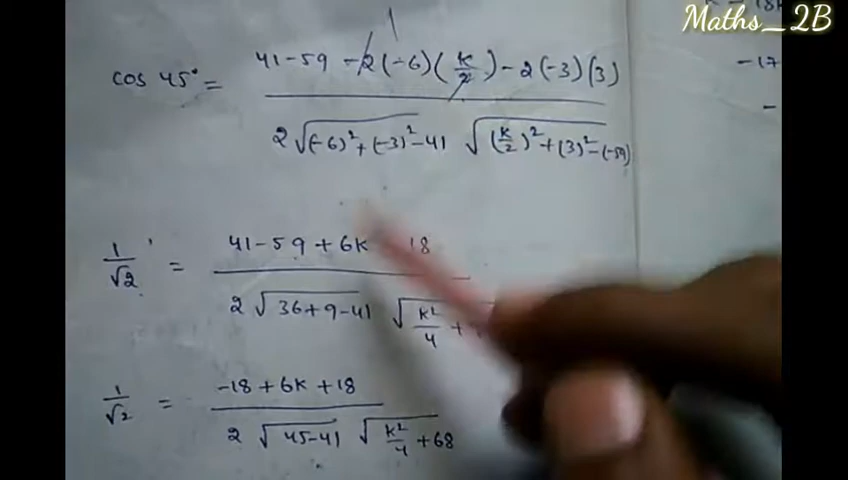 Maths_2B
cos 45° = 41-59 -2(-6)(k/2) - 2(-3)(3) / 2√(-6)²+(-3)²-41 √(k/2)²+(3)²-(-59)
1
-17
1/√2 = 41-59+6k 18 / 2√36+9-41 √k²/4 +
1/√2 = -18+6k+18 / 2 √45-41 √k²/4 +68